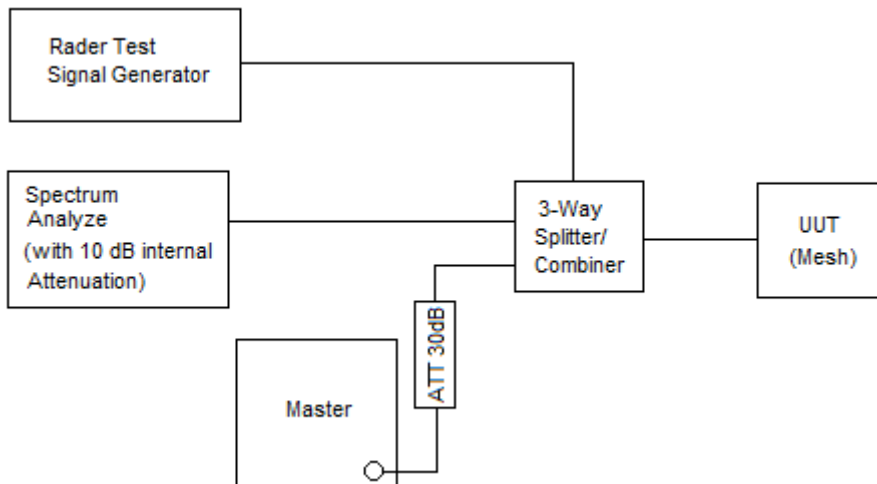 Rader Test
Signal Generator
Spectrum
Analyze
(with 10 dB internal
Attenuation)
3-Way
Splitter/
Combiner
UUT
(Mesh)
ATT 30dB
Master